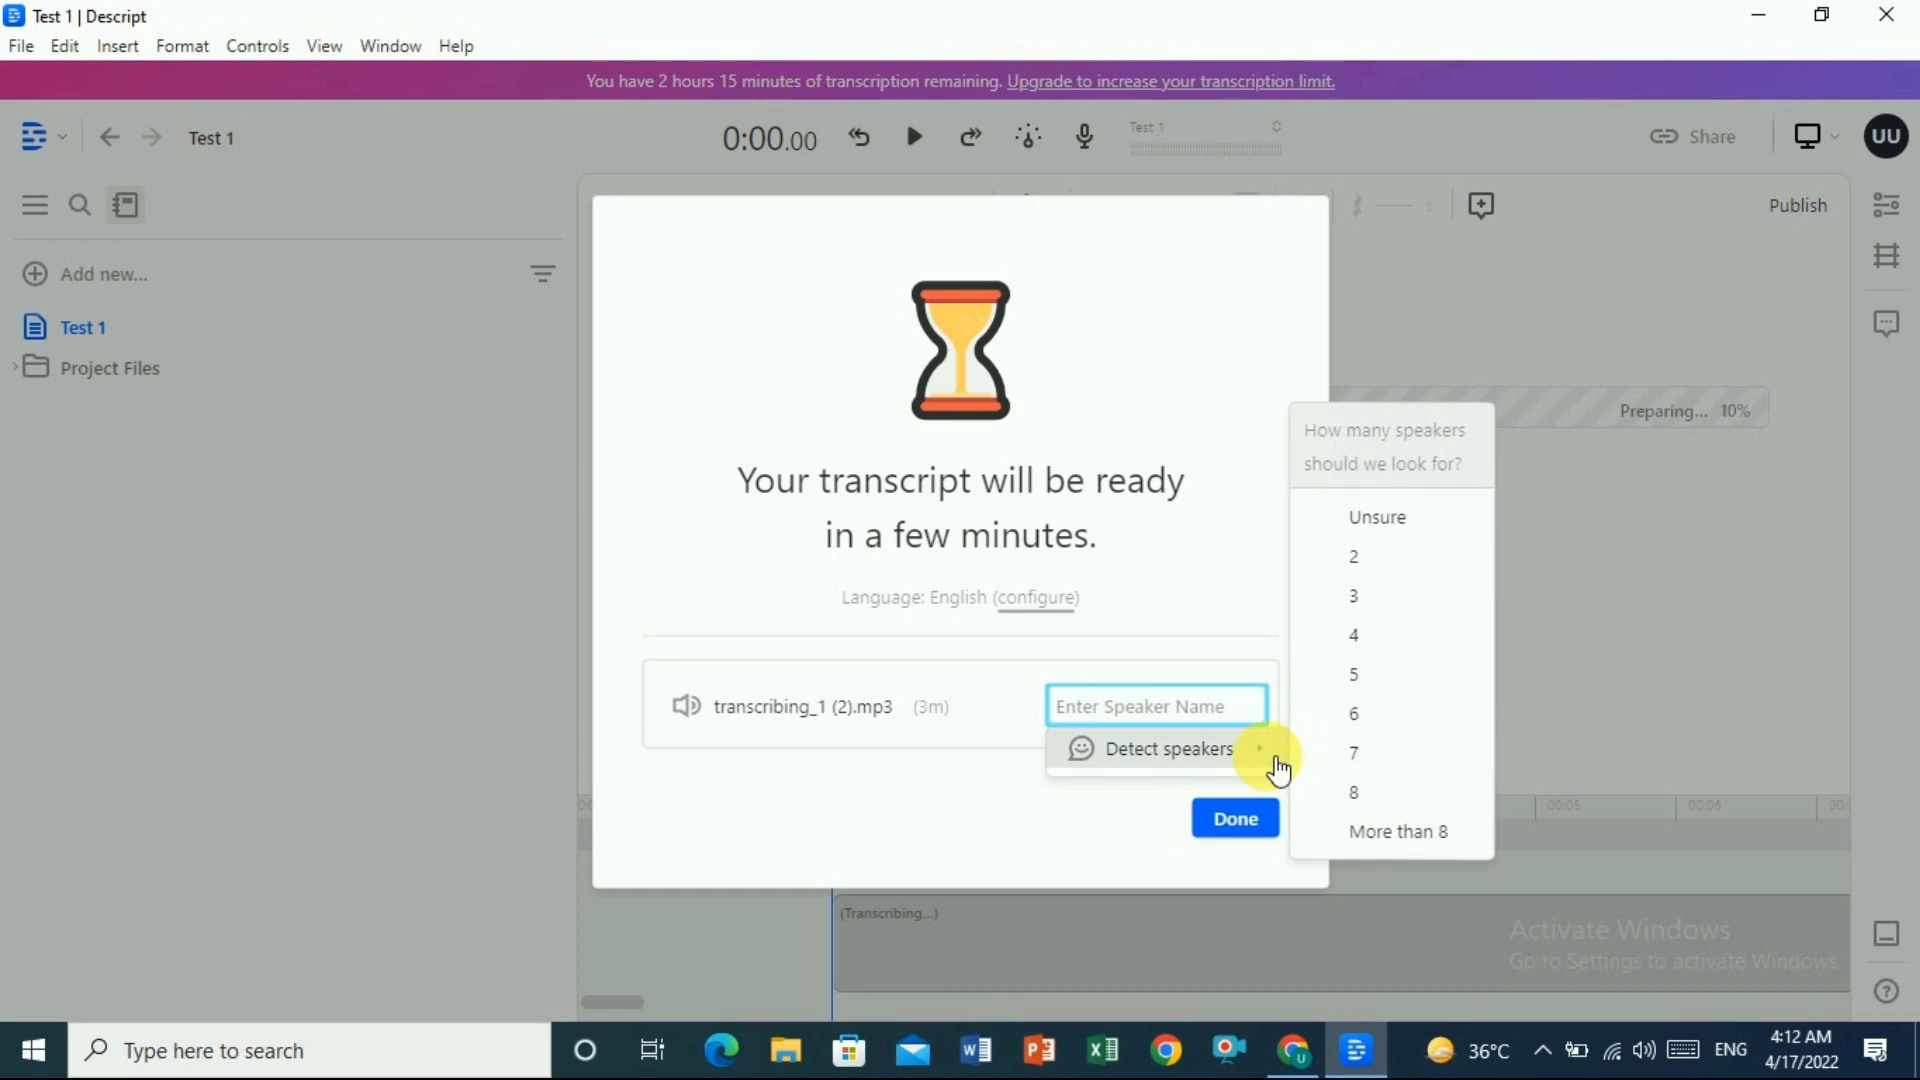 Test 1 | Descript
File Edit Insert Format Controls View Window Help
You have 2 hours 15 minutes of transcription remaining. Upgrade to increase your transcription limit.
Test 1
0:00.00
Test 1
Share
UU
Publish
Add new...
Test 1
Project Files
Preparing... 10%
Your transcript will be ready
in a few minutes.
Language: English (configure)
transcribing_1 (2).mp3 (3m)
Enter Speaker Name
Detect speakers
Done
How many speakers
should we look for?
Unsure
2
3
4
5
6
7
8
More than 8
00:05 00:06
(Transcribing...)
Activate Windows
Go to Settings to activate Windows.
Type here to search
36°C
ENG
4:12 AM
4/17/2022